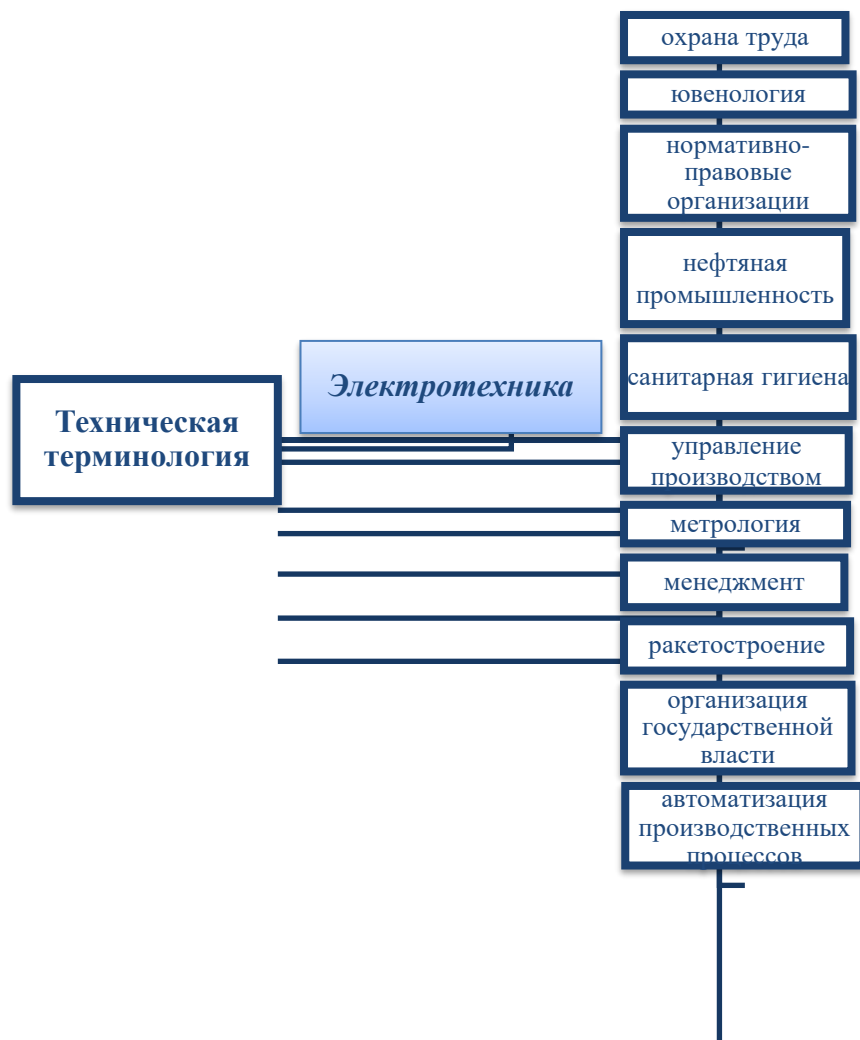 охрана труда
ювенология
нормативно-
правовые
организации
нефтяная
промышленность
санитарная гигиена
Электротехника
Техническая
терминология
управление
производством
метрология
менеджмент
ракетостроение
организация
государственной
власти
автоматизация
производственных
процессов